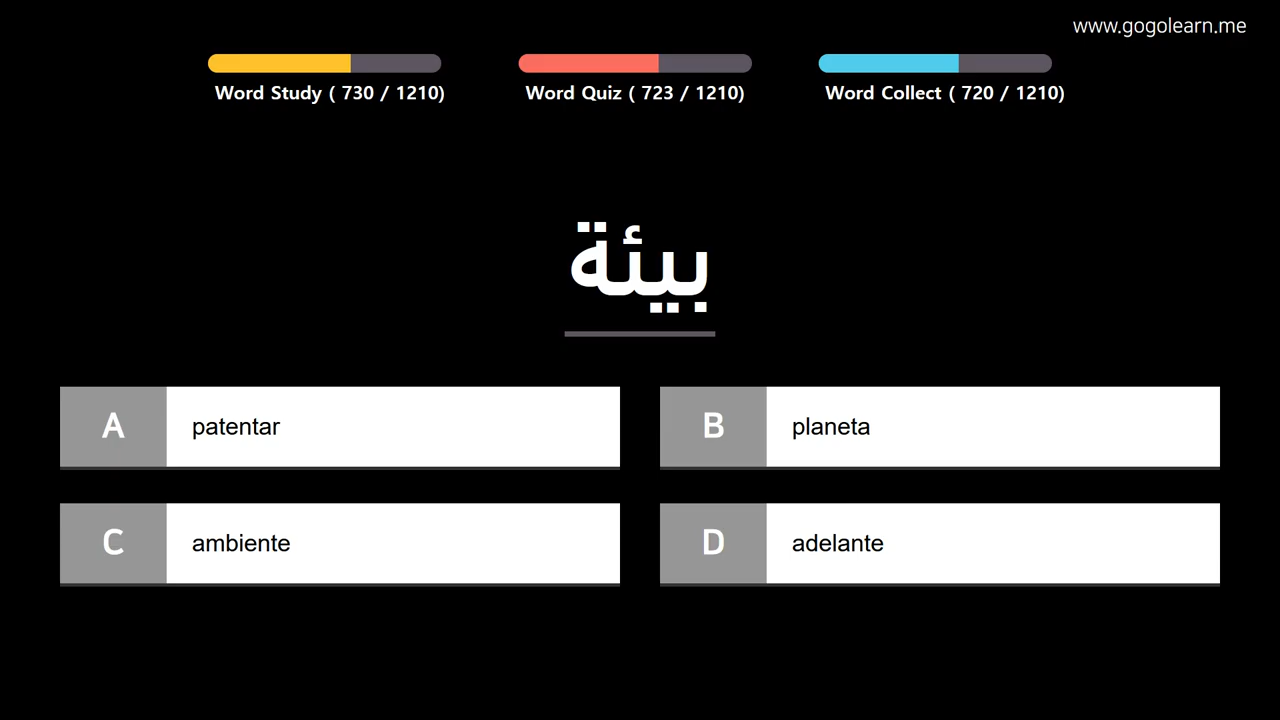 www.gogolearn.me
Word Study ( 730 / 1210)
Word Quiz ( 723 / 1210)
Word Collect ( 720 / 1210)
بيئة
A patentar
B planeta
C ambiente
D adelante